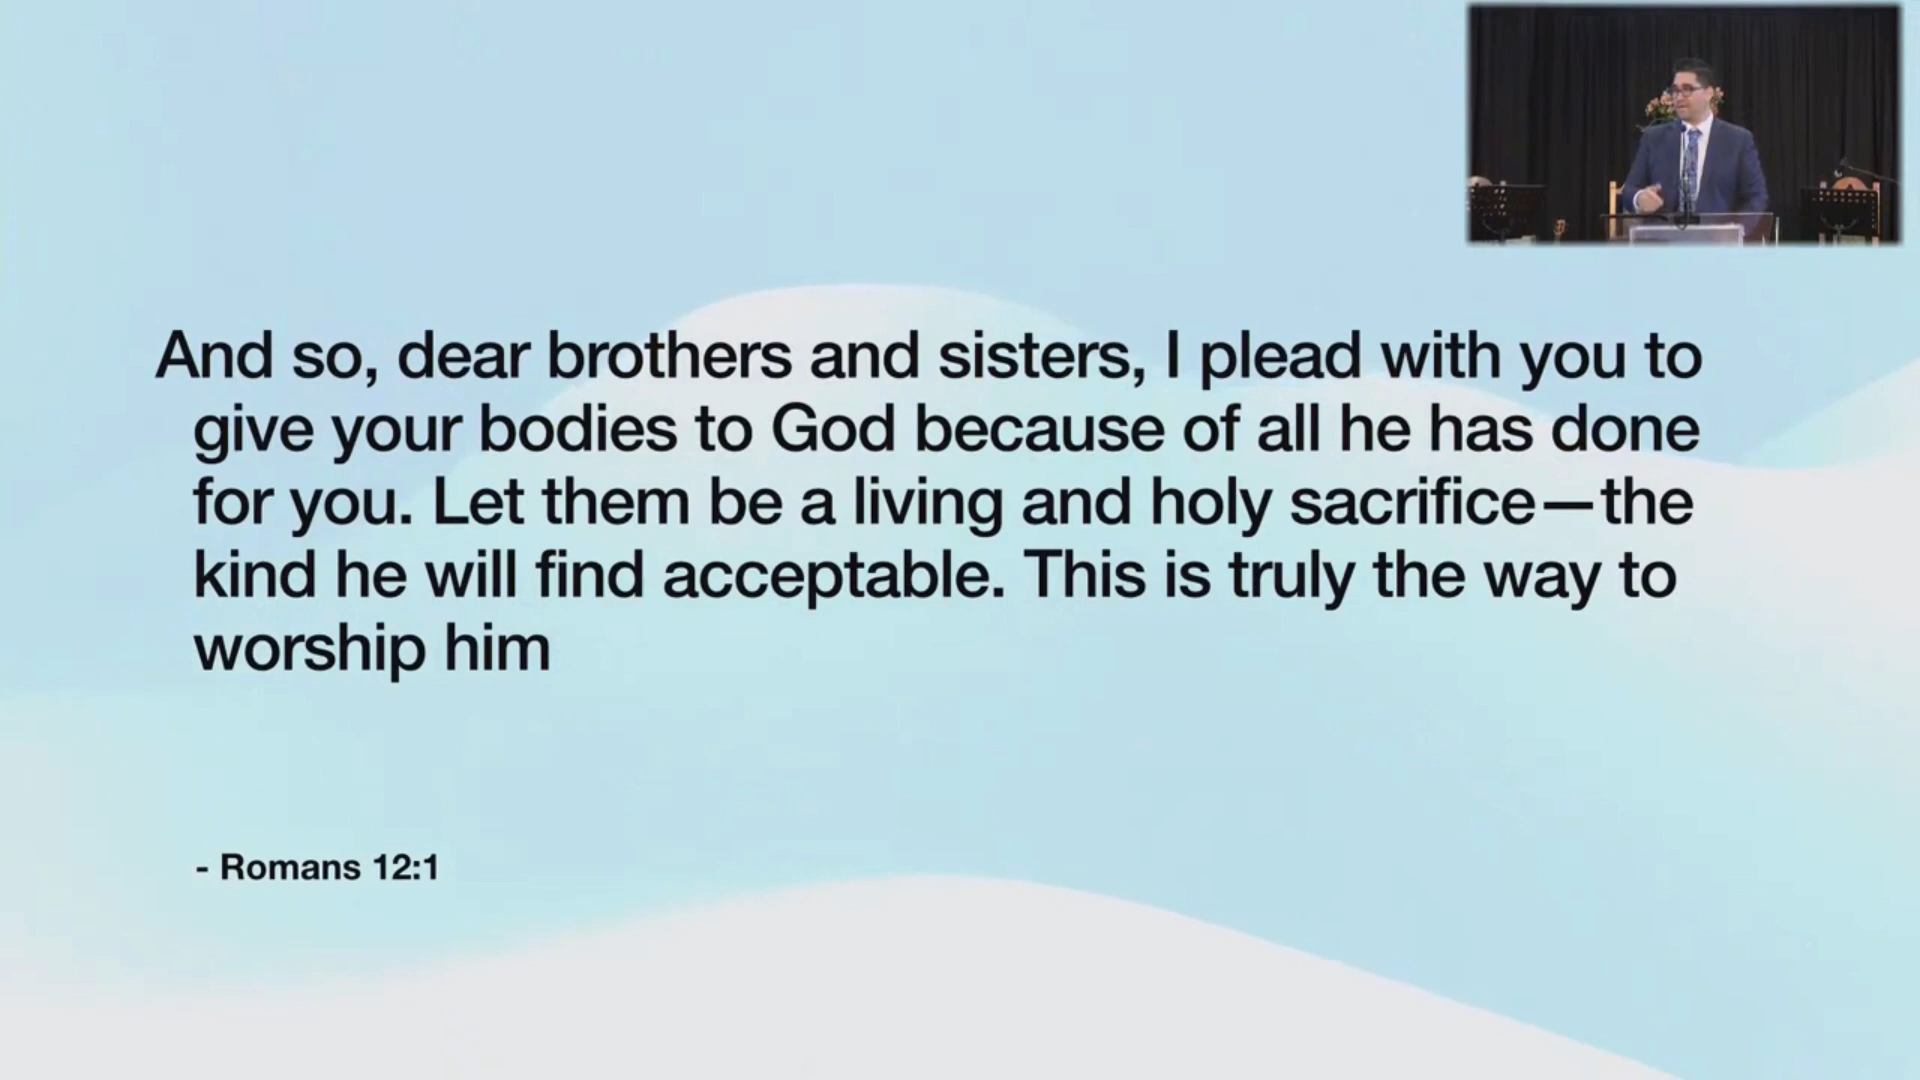 And so, dear brothers and sisters, I plead with you to
give your bodies to God because of all he has done
for you. Let them be a living and holy sacrifice—the
kind he will find acceptable. This is truly the way to
worship him
- Romans 12:1